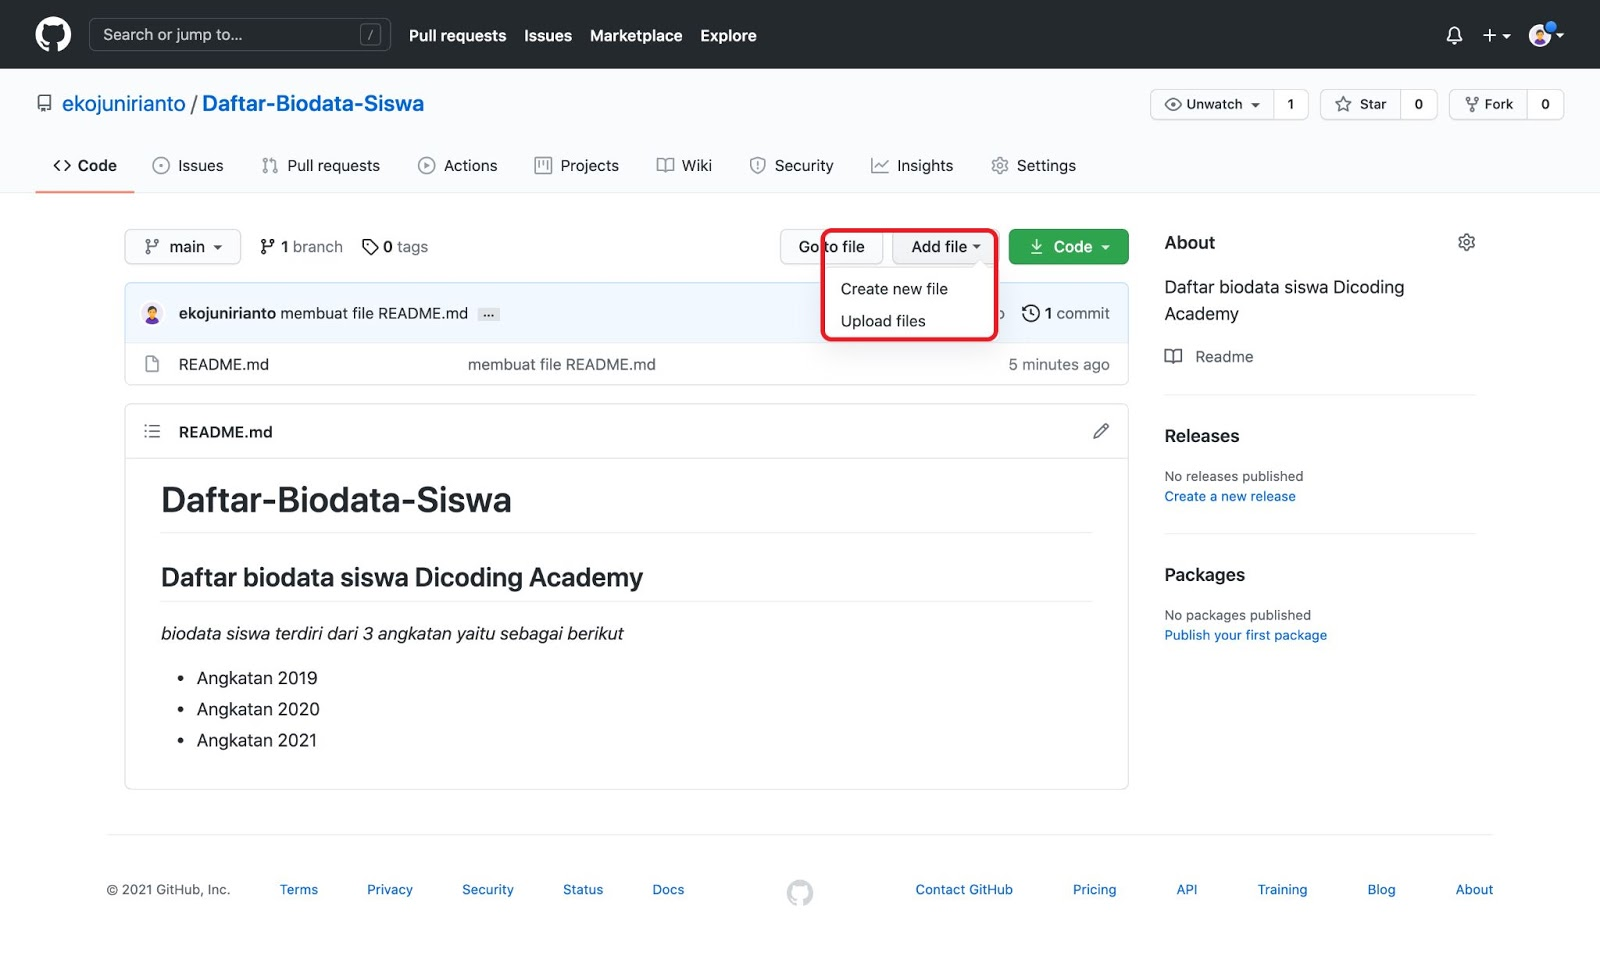 Search or jump to... /
Pull requests Issues Marketplace Explore
ekojunirianto / Daftar-Biodata-Siswa
Unwatch 1 Star 0 Fork 0
Code Issues Pull requests Actions Projects Wiki Security Insights Settings
main 1 branch 0 tags
Go to file Add file Code
Create new file
Upload files
ekojunirianto membuat file README.md ...
1 commit
README.md membuat file README.md 5 minutes ago
README.md
Daftar-Biodata-Siswa
Daftar biodata siswa Dicoding Academy
biodata siswa terdiri dari 3 angkatan yaitu sebagai berikut
• Angkatan 2019
• Angkatan 2020
• Angkatan 2021
About
Daftar biodata siswa Dicoding
Academy
Readme
Releases
No releases published
Create a new release
Packages
No packages published
Publish your first package
© 2021 GitHub, Inc. Terms Privacy Security Status Docs Contact GitHub Pricing API Training Blog About